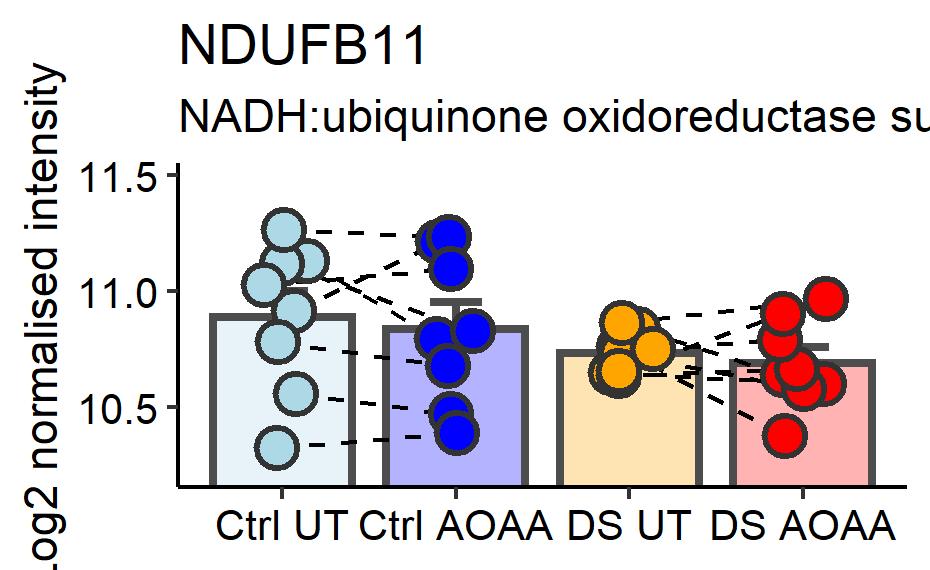 NDUFB11
NADH:ubiquinone oxidoreductase su
og2 normalised intensity
11.5
11.0
10.5
Ctrl UT
Ctrl AOAA
DS UT
DS AOAA